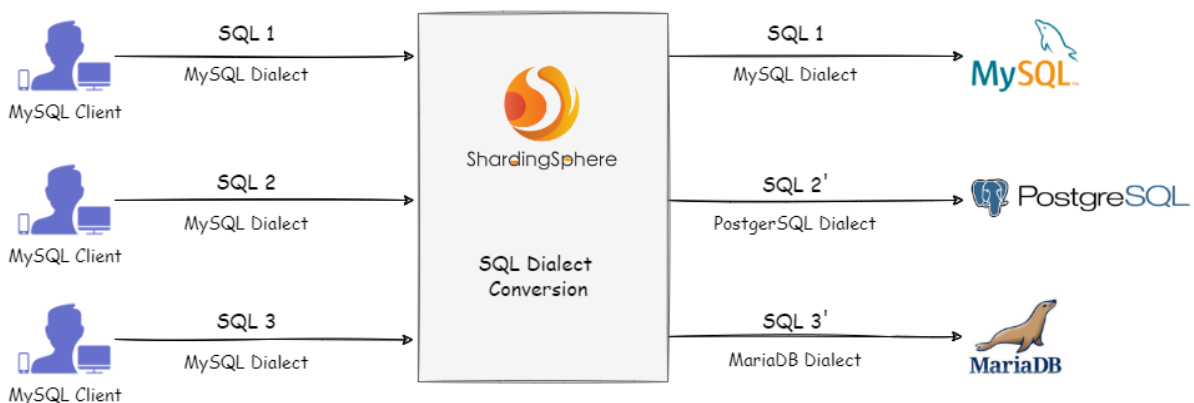 SQL 1
MySQL Dialect
MySQL Client
SQL 2
MySQL Dialect
MySQL Client
SQL 3
MySQL Dialect
MySQL Client
ShardingSphere
SQL Dialect
Conversion
SQL 1
MySQL Dialect
MySQL™
SQL 2'
PostgerSQL Dialect
PostgreSQL
SQL 3'
MariaDB Dialect
MariaDB